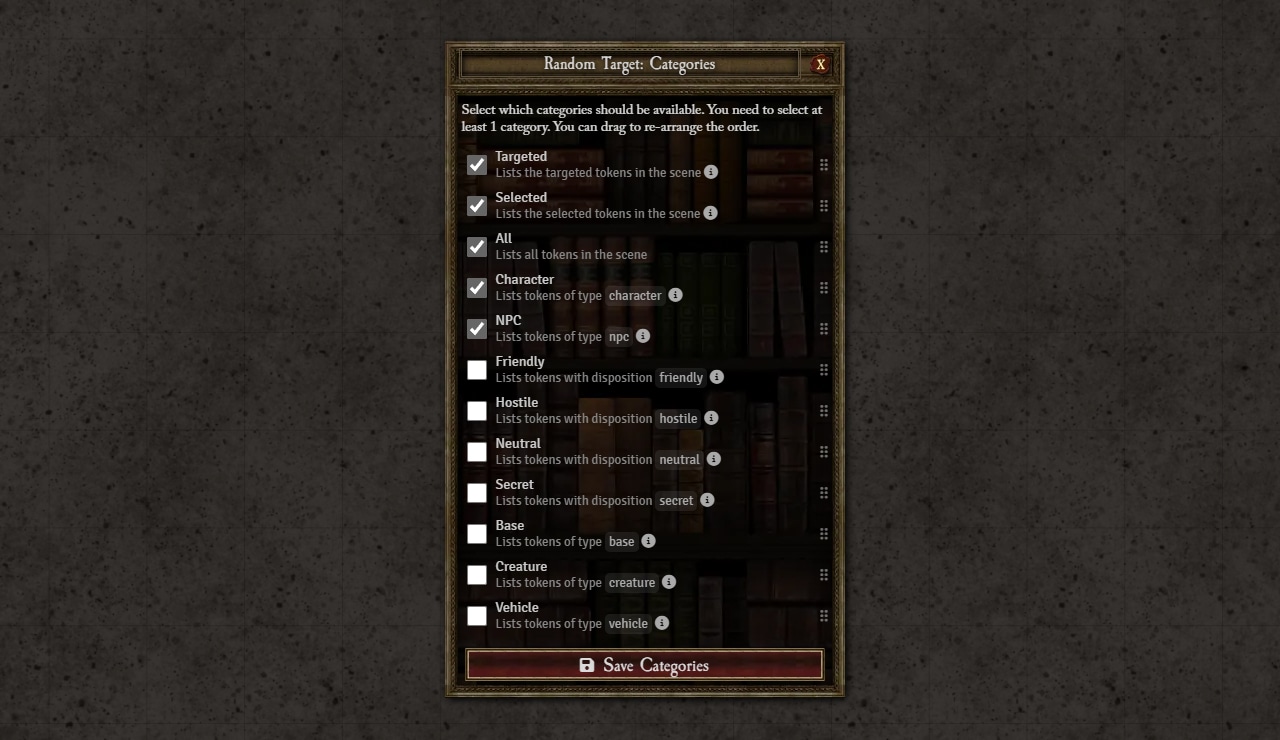 Random Target: Categories
X
Select which categories should be available. You need to select at
least 1 category. You can drag to re-arrange the order.
Targeted
Lists the targeted tokens in the scene
Selected
Lists the selected tokens in the scene
All
Lists all tokens in the scene
Character
Lists tokens of type character
NPC
Lists tokens of type npc
Friendly
Lists tokens with disposition friendly
Hostile
Lists tokens with disposition hostile
Neutral
Lists tokens with disposition neutral
Secret
Lists tokens with disposition secret
Base
Lists tokens of type base
Creature
Lists tokens of type creature
Vehicle
Lists tokens of type vehicle
Save Categories